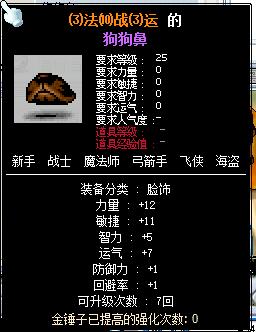 (3)法(10)战(3)运 的
狗狗鼻
要求等级 : 25
要求力量 : 0
要求敏捷 : 0
要求智力 : 0
要求运气 : 0
要求人气度 : -
道具等级 : -
道具经验值 : -
新手 战士 魔法师 弓箭手 飞侠 海盗
装备分类 : 脸饰
力量 : +12
敏捷 : +11
智力 : +5
运气 : +7
防御力 : +1
回避率 : +1
可升级次数 : 7回
金锤子已提高的强化次数: 0